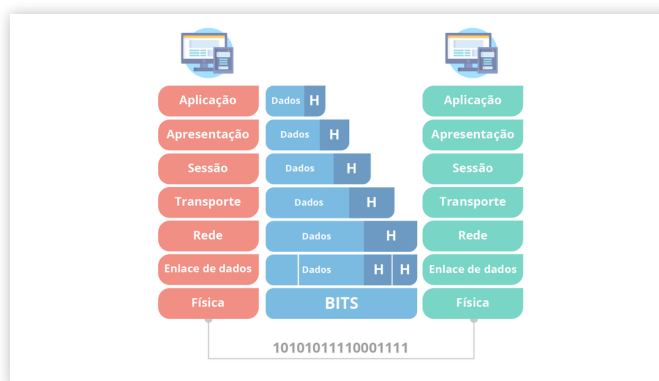 Aplicação Dados H Aplicação
Apresentação Dados H Apresentação
Sessão Dados H Sessão
Transporte Dados H Transporte
Rede Dados H Rede
Enlace de dados Dados H H Enlace de dados
Física BITS Física
10101011110001111